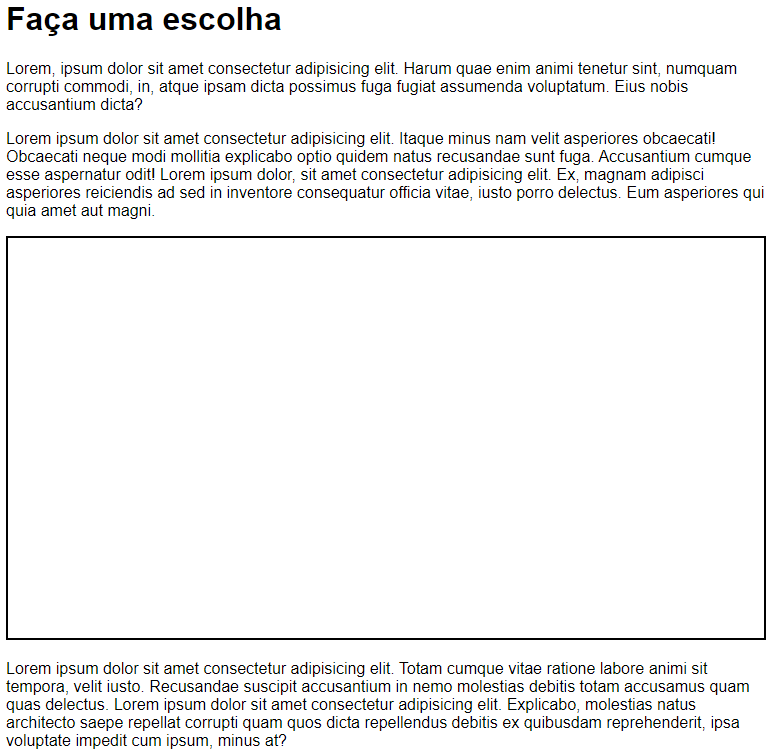 Faça uma escolha
Lorem, ipsum dolor sit amet consectetur adipisicing elit. Harum quae enim animi tenetur sint, numquam
corrupti commodi, in, atque ipsam dicta possimus fuga fugiat assumenda voluptatum. Eius nobis
accusantium dicta?
Lorem ipsum dolor sit amet consectetur adipisicing elit. Itaque minus nam velit asperiores obcaecati!
Obcaecati neque modi mollitia explicabo optio quidem natus recusandae sunt fuga. Accusantium cumque
esse aspernatur odit! Lorem ipsum dolor, sit amet consectetur adipisicing elit. Ex, magnam adipisci
asperiores reiciendis ad sed in inventore consequatur officia vitae, iusto porro delectus. Eum asperiores qui
quia amet aut magni.
Lorem ipsum dolor sit amet consectetur adipisicing elit. Totam cumque vitae ratione labore animi sit
tempora, velit iusto. Recusandae suscipit accusantium in nemo molestias debitis totam accusamus quam
quas delectus. Lorem ipsum dolor sit amet consectetur adipisicing elit. Explicabo, molestias natus
architecto saepe repellat corrupti quam quos dicta repellendus debitis ex quibusdam reprehenderit, ipsa
voluptate impedit cum ipsum, minus at?